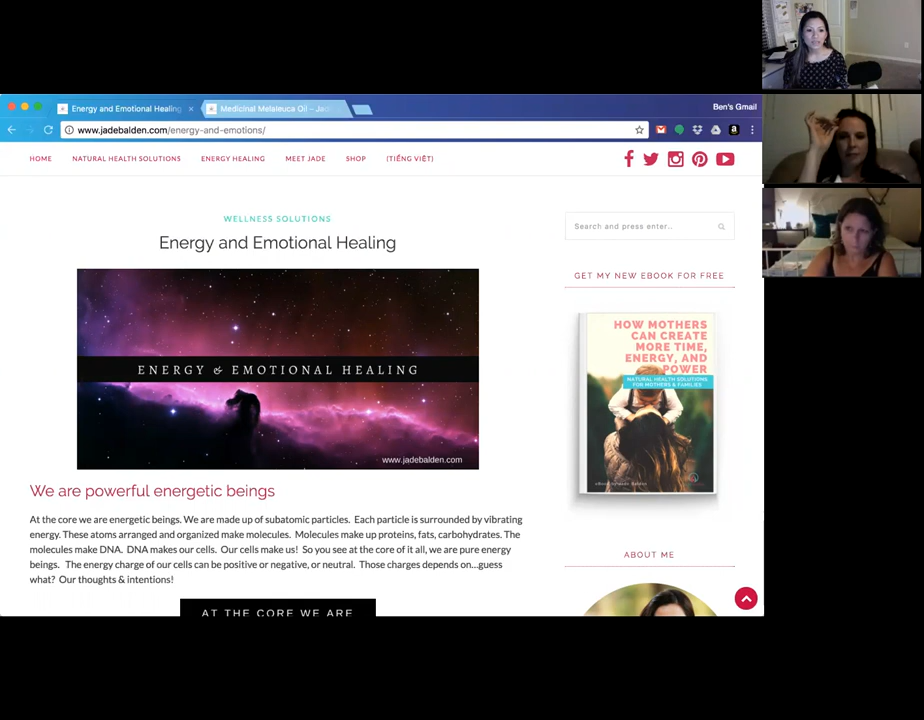 Energy and Emotional Healing
Medicinal Melaleuca Oil – Jad
Ben's Gmail
www.jadebalden.com/energy-and-emotions/
HOME NATURAL HEALTH SOLUTIONS ENERGY HEALING MEET JADE SHOP (TIẾNG VIỆT)
WELLNESS SOLUTIONS
Energy and Emotional Healing
ENERGY & EMOTIONAL HEALING
www.jadebalden.com
We are powerful energetic beings
At the core we are energetic beings. We are made up of subatomic particles. Each particle is surrounded by vibrating
energy. These atoms arranged and organize make molecules. Molecules make up proteins, fats, carbohydrates. The
molecules make DNA. DNA makes our cells. Our cells make us! So you see at the core of it all, we are pure energy
beings. The energy charge of our cells can be positive or negative, or neutral. Those charges depends on...guess
what? Our thoughts & intentions!
AT THE CORE WE ARE
Search and press enter..
GET MY NEW EBOOK FOR FREE
HOW MOTHERS
CAN CREATE
MORE TIME,
ENERGY, AND
POWER
NATURAL HEALTH SOLUTIONS
FOR MOTHERS & FAMILIES
ABOUT ME